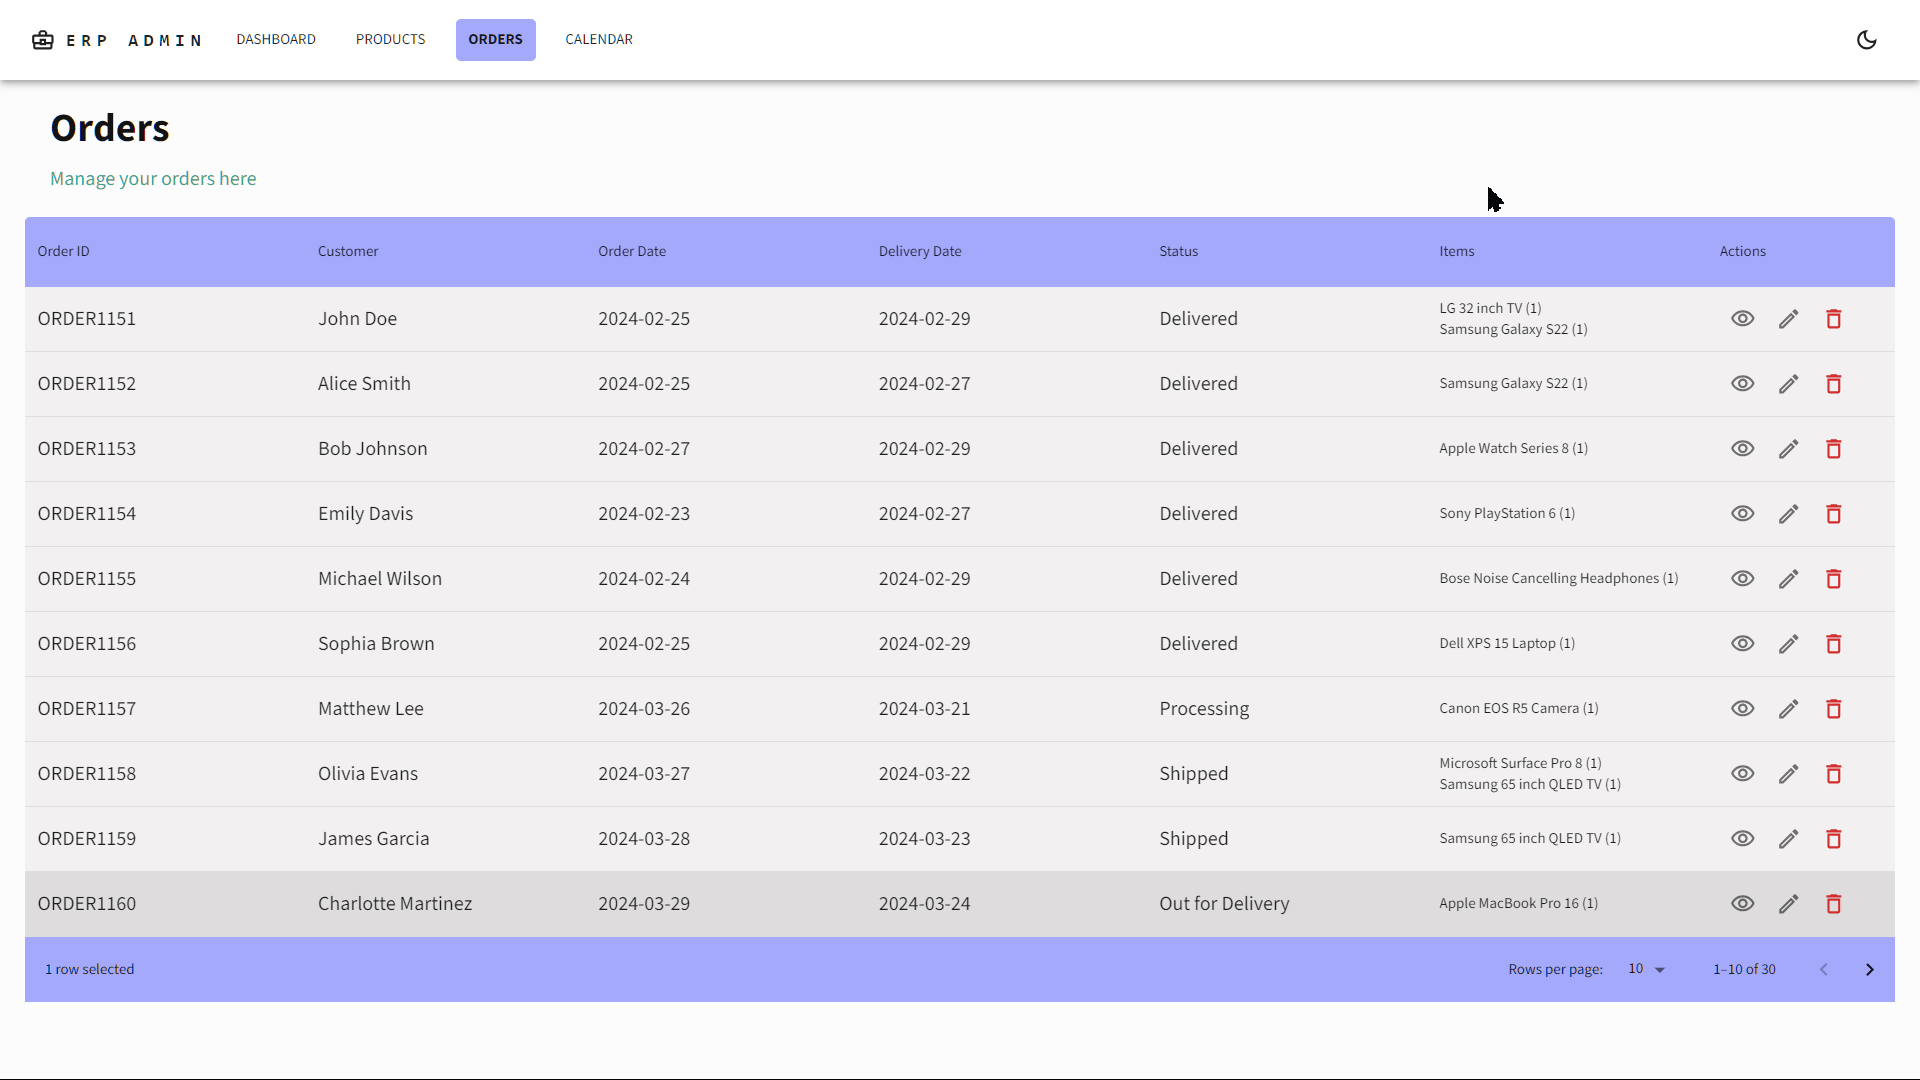 ERP ADMIN DASHBOARD PRODUCTS ORDERS CALENDAR
Orders
Manage your orders here
Order ID Customer Order Date Delivery Date Status Items Actions
ORDER1151 John Doe 2024-02-25 2024-02-29 Delivered LG 32 inch TV (1)
Samsung Galaxy S22 (1)
ORDER1152 Alice Smith 2024-02-25 2024-02-27 Delivered Samsung Galaxy S22 (1)
ORDER1153 Bob Johnson 2024-02-27 2024-02-29 Delivered Apple Watch Series 8 (1)
ORDER1154 Emily Davis 2024-02-23 2024-02-27 Delivered Sony PlayStation 6 (1)
ORDER1155 Michael Wilson 2024-02-24 2024-02-29 Delivered Bose Noise Cancelling Headphones (1)
ORDER1156 Sophia Brown 2024-02-25 2024-02-29 Delivered Dell XPS 15 Laptop (1)
ORDER1157 Matthew Lee 2024-03-26 2024-03-21 Processing Canon EOS R5 Camera (1)
ORDER1158 Olivia Evans 2024-03-27 2024-03-22 Shipped Microsoft Surface Pro 8 (1)
Samsung 65 inch QLED TV (1)
ORDER1159 James Garcia 2024-03-28 2024-03-23 Shipped Samsung 65 inch QLED TV (1)
ORDER1160 Charlotte Martinez 2024-03-29 2024-03-24 Out for Delivery Apple MacBook Pro 16 (1)
1 row selected Rows per page: 10 1–10 of 30